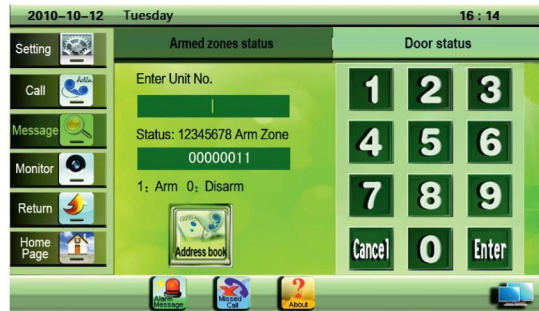 2010-10-12 Tuesday 16 : 14
Setting
Armed zones status
Door status
Call
Message
Monitor
Return
Home
Page
Enter Unit No.
Status: 12345678 Arm Zone
00000011
1: Arm 0: Disarm
Address book
1 2 3
4 5 6
7 8 9
Cancel 0 Enter
Alarm
Message
Missed
Call
About